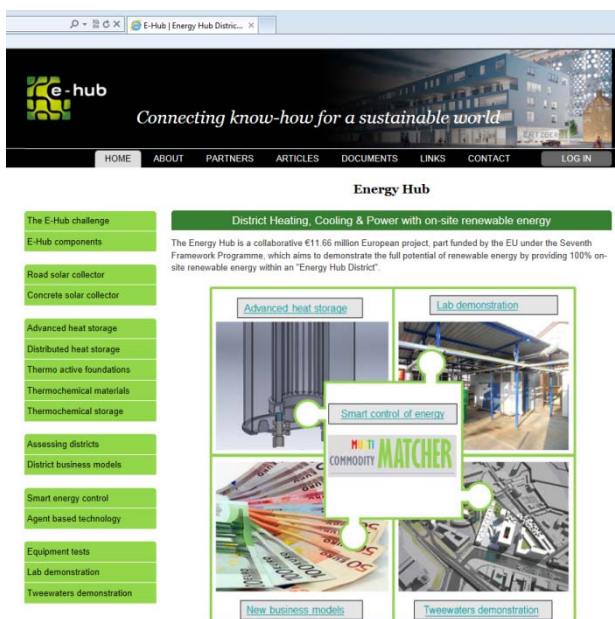 E-Hub | Energy Hub Distric...
e-hub
Connecting know-how for a sustainable world
HOME ABOUT PARTNERS ARTICLES DOCUMENTS LINKS CONTACT LOG IN
Energy Hub
The E-Hub challenge
E-Hub components
Road solar collector
Concrete solar collector
Advanced heat storage
Distributed heat storage
Thermo active foundations
Thermochemical materials
Thermochemical storage
Assessing districts
District business models
Smart energy control
Agent based technology
Equipment tests
Lab demonstration
Tweewaters demonstration
District Heating, Cooling & Power with on-site renewable energy
The Energy Hub is a collaborative €11.66 million European project, part funded by the EU under the Seventh
Framework Programme, which aims to demonstrate the full potential of renewable energy by providing 100% on-
site renewable energy within an "Energy Hub District".
Advanced heat storage
Lab demonstration
Smart control of energy
MULTI
COMMODITY MATCHER
New business models
Tweewaters demonstration